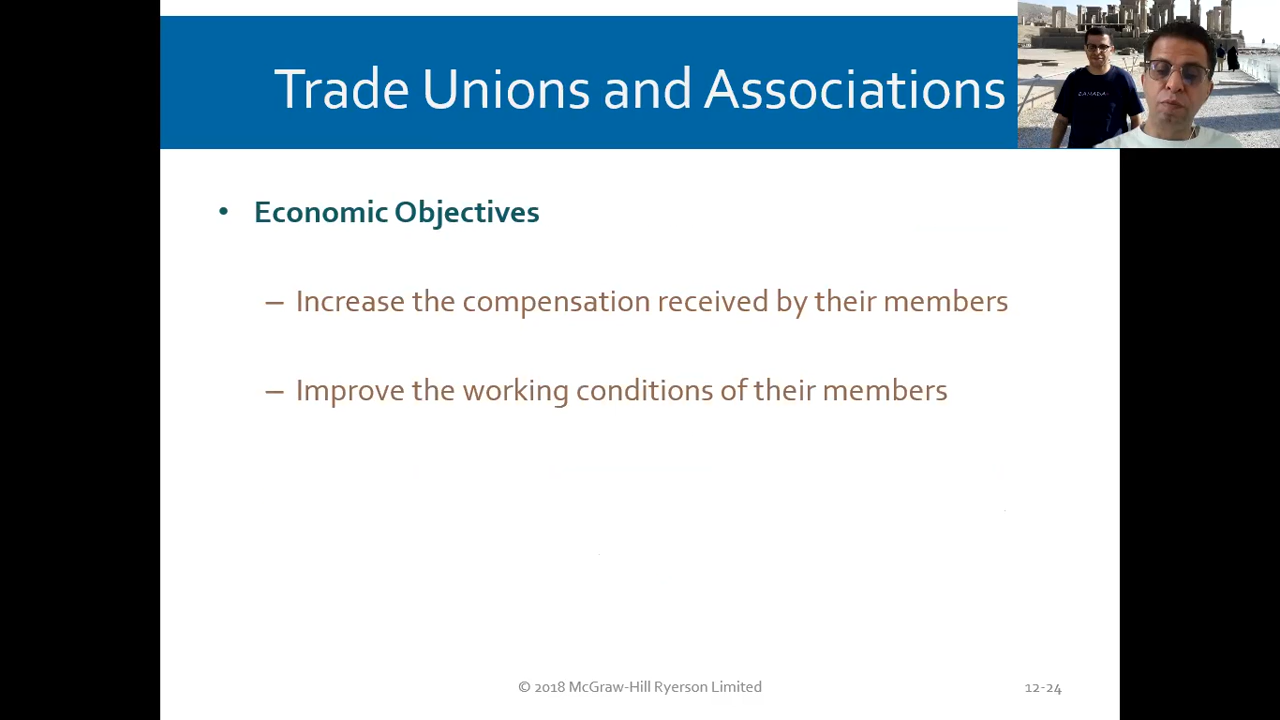 Trade Unions and Associations
CANADA
• Economic Objectives
– Increase the compensation received by their members
– Improve the working conditions of their members
© 2018 McGraw-Hill Ryerson Limited
12-24